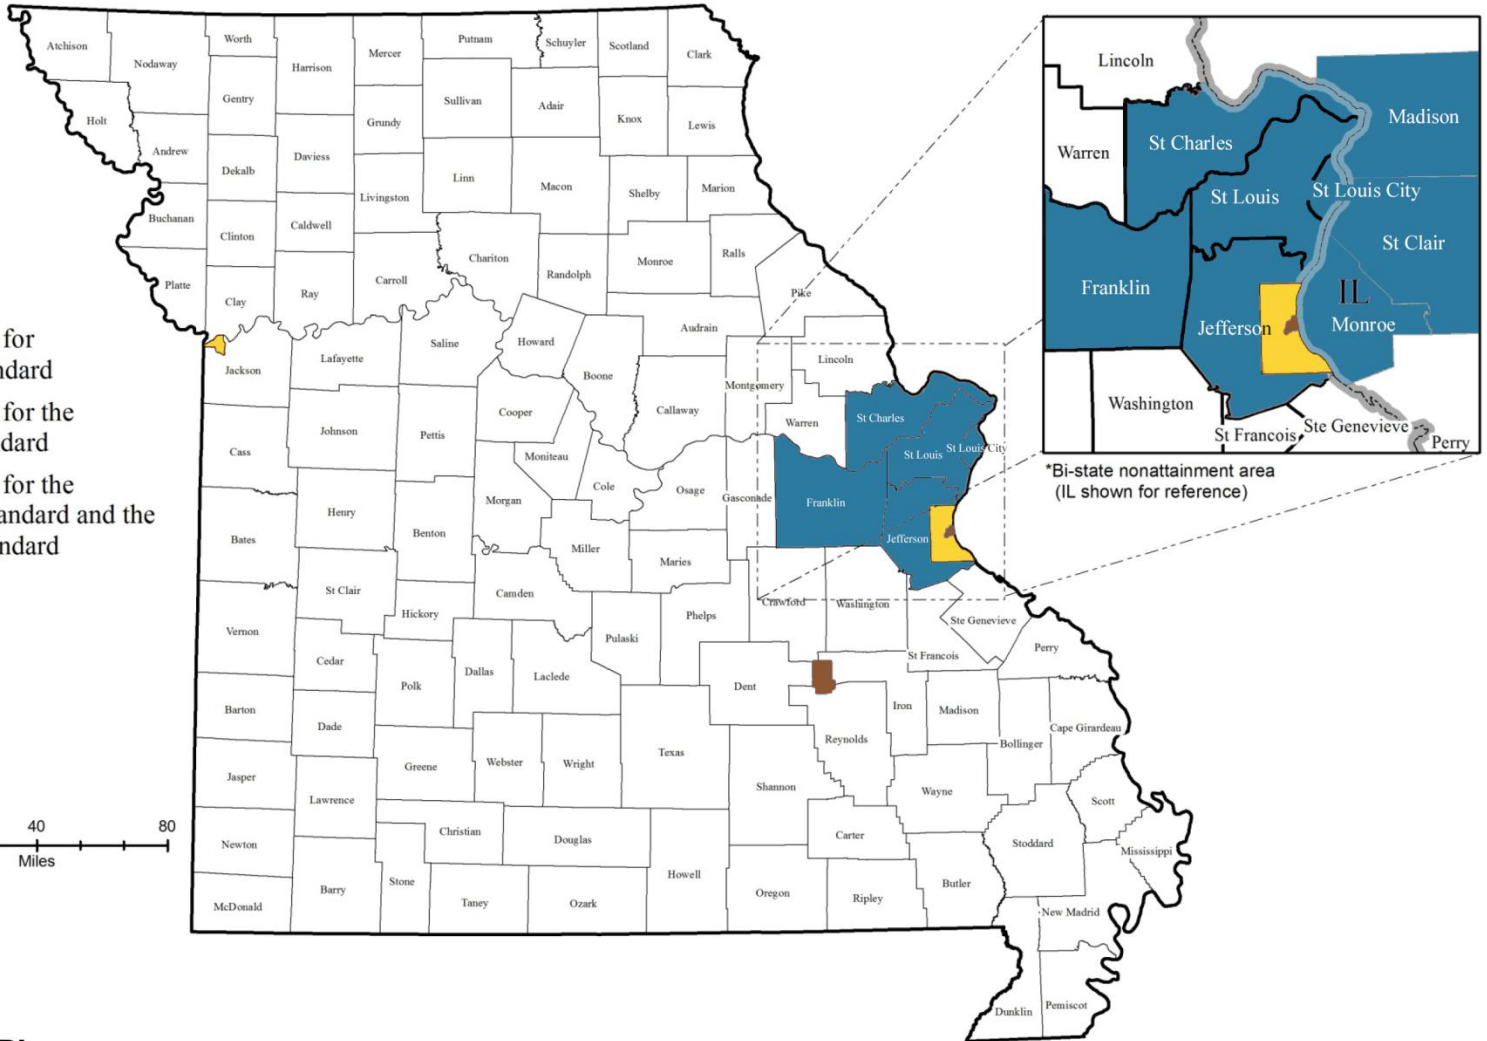 Atchison
Nodaway
Worth
Harrison
Mercer
Putnam
Schuyler
Scotland
Clark
Holt
Gentry
Grundy
Sullivan
Adair
Knox
Lewis
Andrew
Dekalb
Daviess
Livingston
Linn
Macon
Shelby
Marion
Buchanan
Clinton
Caldwell
Chariton
Randolph
Monroe
Ralls
Platte
Clay
Ray
Carroll
Pike
for
for the
for the
andard and the
ndard
Jackson
Lafayette
Saline
Howard
Boone
Audrain
Lincoln
Montgomery
Callaway
Warren
St Charles
St Louis
St Louis City
Cass
Johnson
Pettis
Cooper
Moniteau
Morgan
Cole
Osage
Gasconade
Franklin
Jefferson
Bates
Henry
Benton
Miller
Maries
St Clair
Hickory
Camden
Pulaski
Phelps
Crawford
Washington
Ste Genevieve
St Francois
Perry
Vernon
Cedar
Polk
Dallas
Laclede
Dent
Iron
Madison
Barton
Dade
Reynolds
Bollinger
Cape Girardeau
Jasper
Greene
Webster
Wright
Texas
Shannon
Wayne
Scott
Lawrence
Carter
Newton
Christian
Douglas
Stoddard
Mississippi
McDonald
Barry
Stone
Taney
Ozark
Howell
Oregon
Ripley
Butler
New Madrid
Dunklin
Pemiscot
40
80
Miles
Lincoln
Warren
St Charles
Madison
St Louis
St Louis City
St Clair
Franklin
Jefferson
IL
Monroe
Washington
St Francois
Ste Genevieve
Perry
*Bi-state nonattainment area
(IL shown for reference)